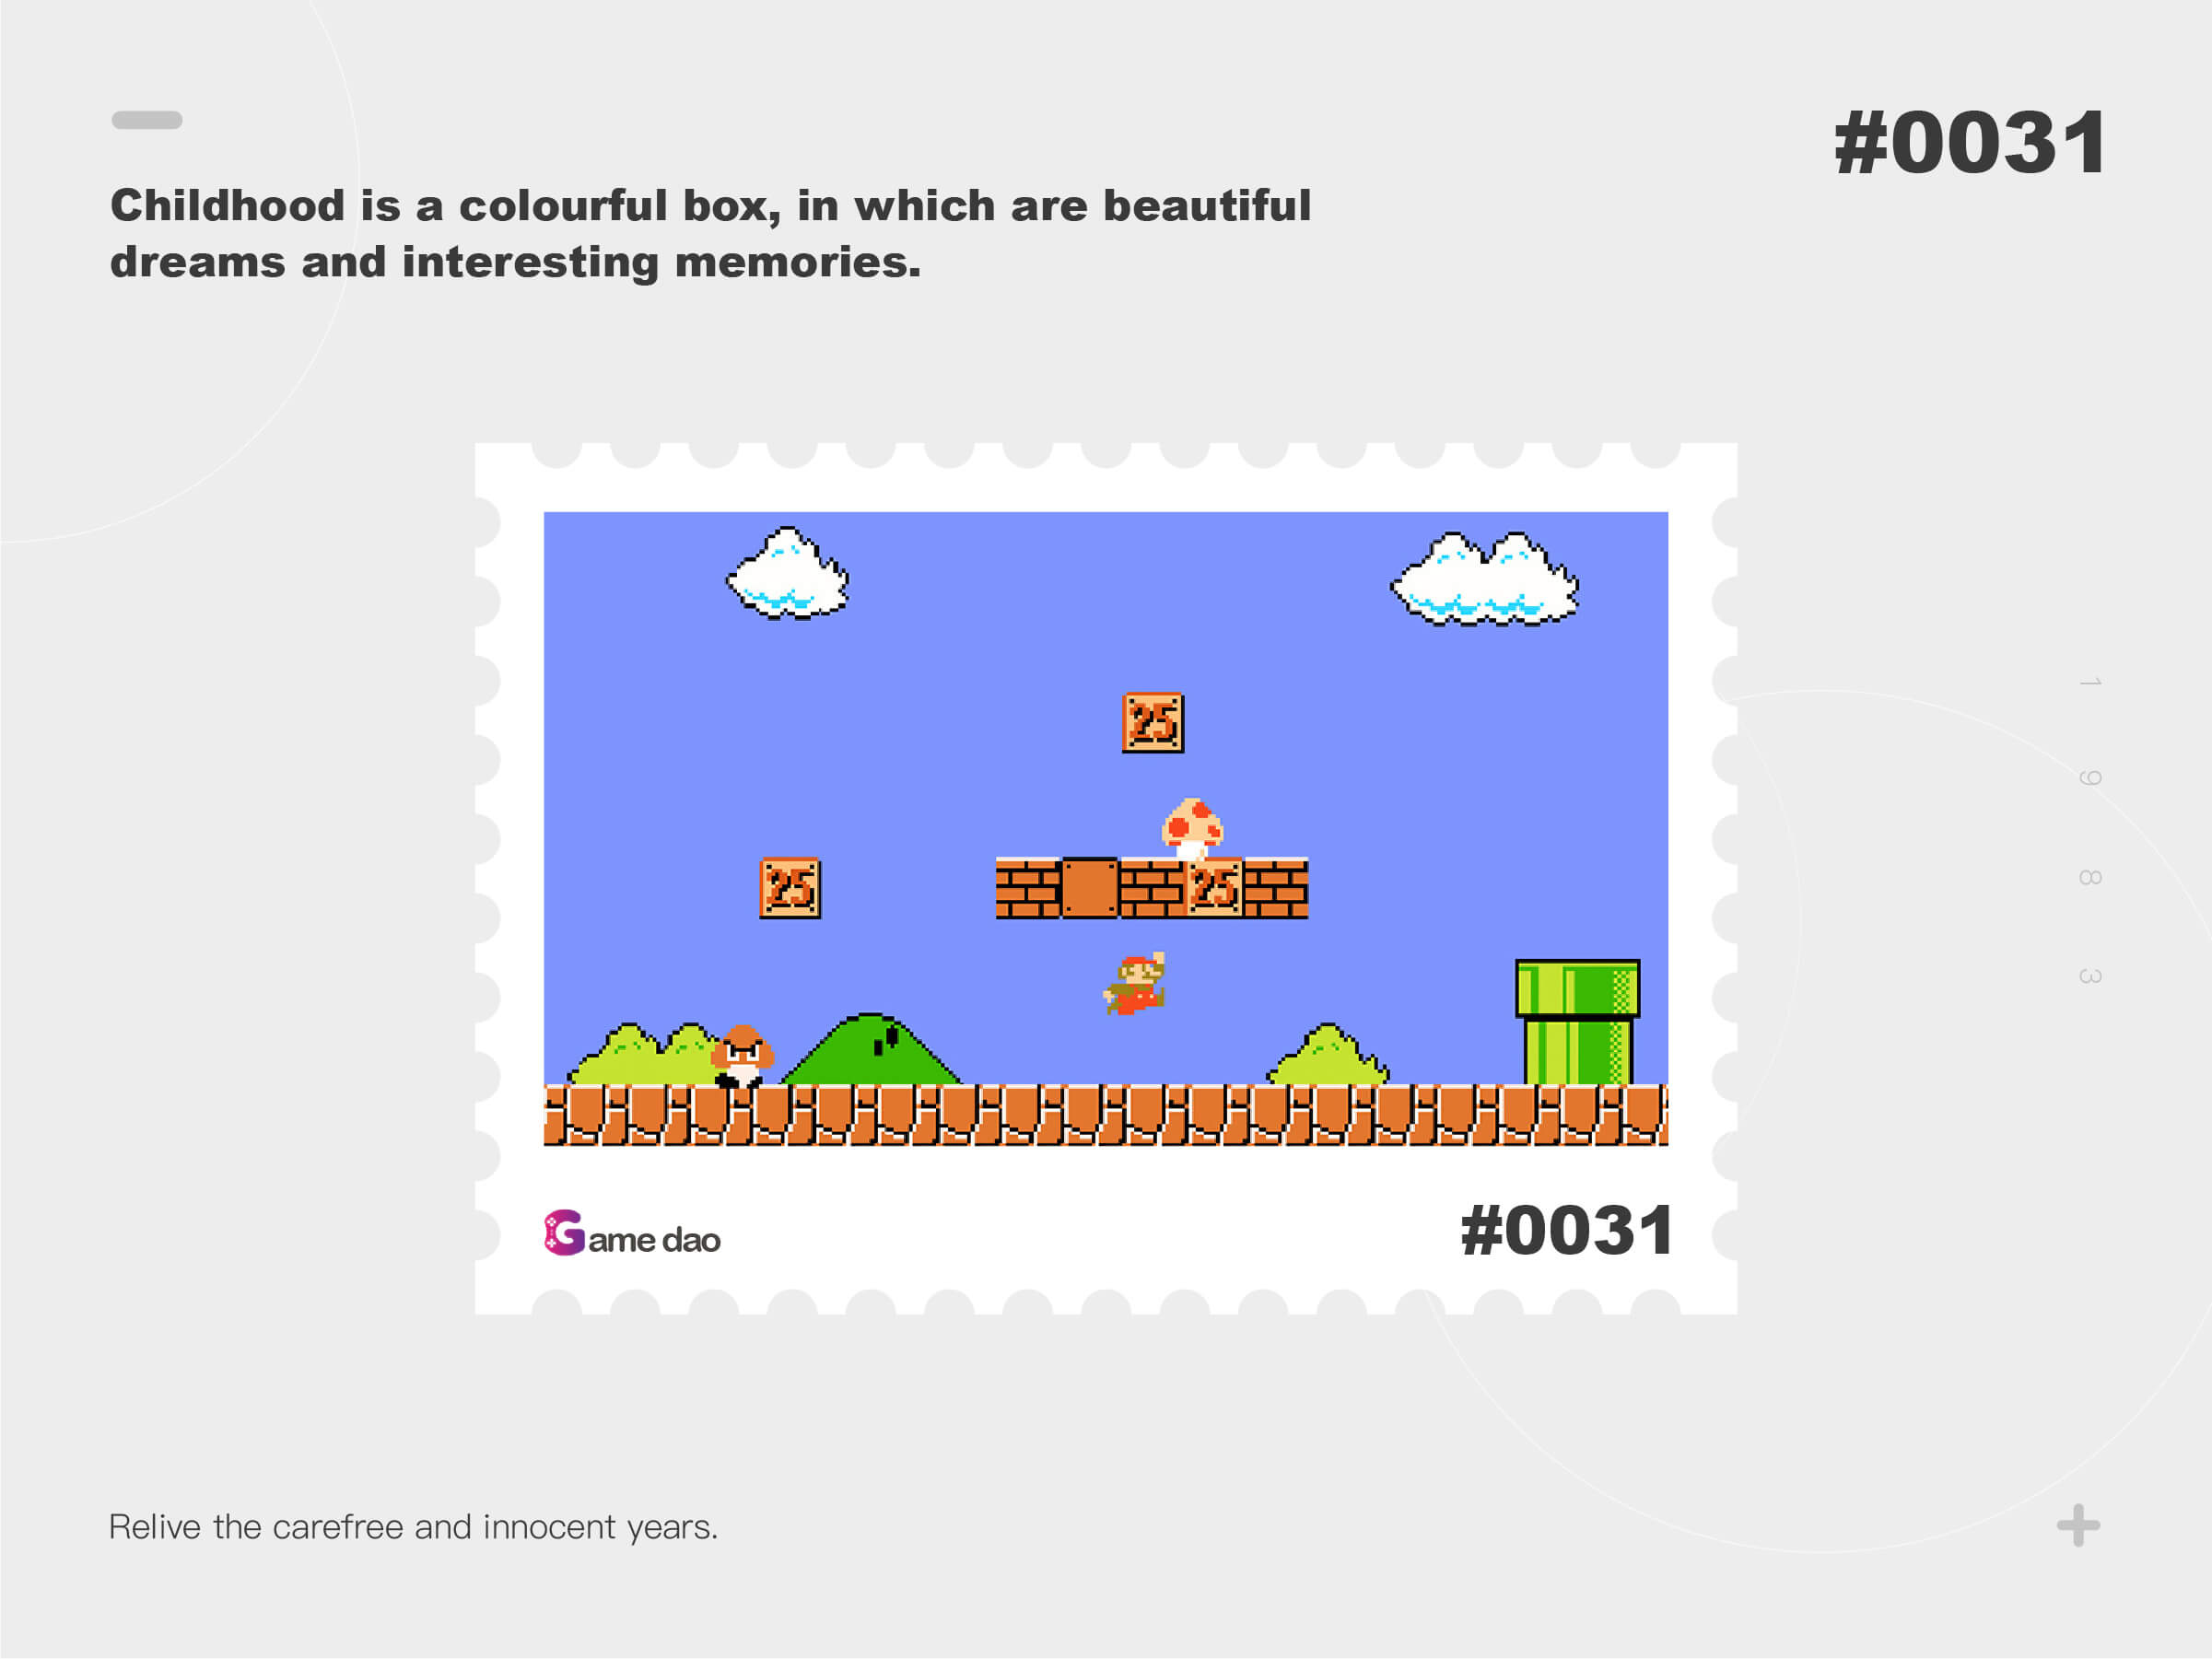 #0031
Childhood is a colourful box, in which are beautiful
dreams and interesting memories.
1
9
8
3
25
25
25
Game dao
#0031
Relive the carefree and innocent years.